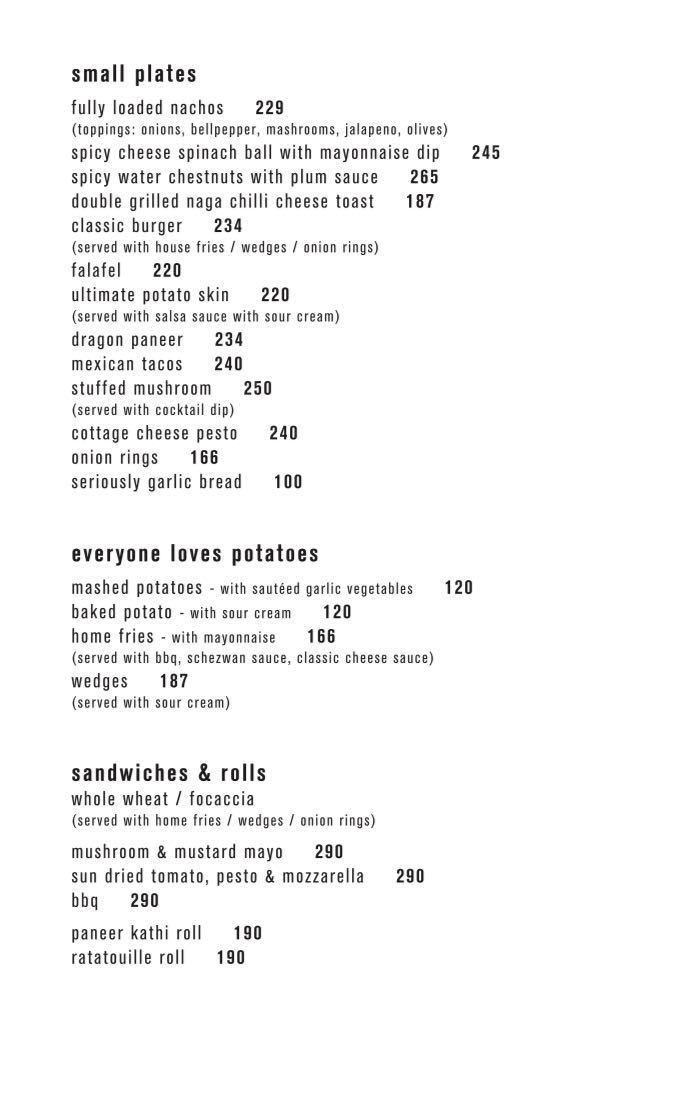 small plates
fully loaded nachos 229
(toppings: onions, bellpepper, mashrooms, jalapeno, olives)
spicy cheese spinach ball with mayonnaise dip 245
spicy water chestnuts with plum sauce 265
double grilled naga chilli cheese toast 187
classic burger 234
(served with house fries / wedges / onion rings)
falafel 220
ultimate potato skin 220
(served with salsa sauce with sour cream)
dragon paneer 234
mexican tacos 240
stuffed mushroom 250
(served with cocktail dip)
cottage cheese pesto 240
onion rings 166
seriously garlic bread 100
everyone loves potatoes
mashed potatoes - with sautéed garlic vegetables 120
baked potato - with sour cream 120
home fries - with mayonnaise 166
(served with bbq, schezwan sauce, classic cheese sauce)
wedges 187
(served with sour cream)
sandwiches & rolls
whole wheat / focaccia
(served with home fries / wedges / onion rings)
mushroom & mustard mayo 290
sun dried tomato, pesto & mozzarella 290
bbq 290
paneer kathi roll 190
ratatouille roll 190